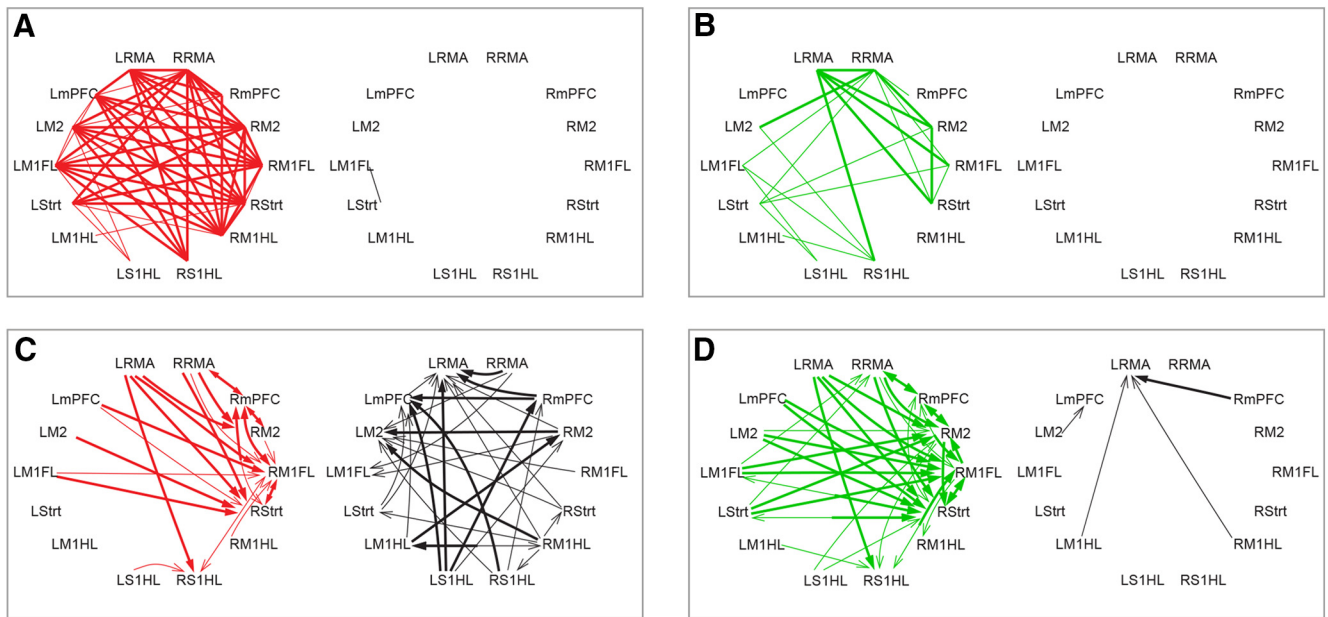 A
B
LRMA RRMA LRMA RRMA LRMA RRMA LRMA RRMA
LmPFC RmPFC LmPFC RmPFC LmPFC RmPFC LmPFC RmPFC
LM2 RM2 LM2 RM2 LM2 RM2 LM2 RM2
LM1FL RM1FL LM1FL RM1FL LM1FL RM1FL LM1FL RM1FL
LStrt RStrt LStrt RStrt LStrt RStrt LStrt RStrt
LM1HL RM1HL LM1HL RM1HL LM1HL RM1HL LM1HL RM1HL
LS1HL RS1HL LS1HL RS1HL LS1HL RS1HL LS1HL RS1HL
C
D
LRMA RRMA LRMA RRMA LRMA RRMA LRMA RRMA
LmPFC RmPFC LmPFC RmPFC LmPFC RmPFC LmPFC RmPFC
LM2 RM2 LM2 RM2 LM2 RM2 LM2 RM2
LM1FL RM1FL LM1FL RM1FL LM1FL RM1FL LM1FL RM1FL
LStrt RStrt LStrt RStrt LStrt RStrt LStrt RStrt
LM1HL RM1HL LM1HL RM1HL LM1HL RM1HL LM1HL RM1HL
LS1HL RS1HL LS1HL RS1HL LS1HL RS1HL LS1HL RS1HL